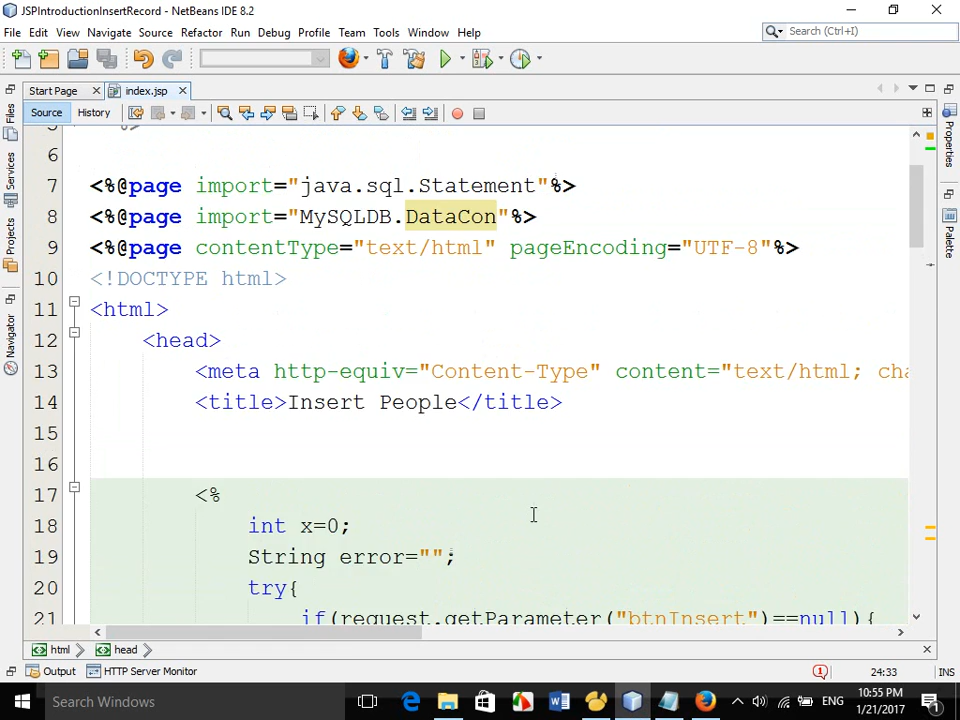 JSPIntroductionInsertRecord - NetBeans IDE 8.2
File Edit View Navigate Source Refactor Run Debug Profile Team Tools Window Help
Search (Ctrl+I)
Start Page index.jsp
Source History
Files
Services
Projects
Navigator
Properties
Palette
6
7 <%@page import="java.sql.Statement"%>
8 <%@page import="MySQLDB.DataCon"%>
9 <%@page contentType="text/html" pageEncoding="UTF-8"%>
10 <!DOCTYPE html>
11 <html>
12 <head>
13 <meta http-equiv="Content-Type" content="text/html; cha
14 <title>Insert People</title>
15
16
17 <%
18 int x=0;
19 String error="";
20 try{
21 if(request.getParameter("btnInsert")==null){
html head
Output HTTP Server Monitor
1
24:33 INS
Search Windows
ENG
10:55 PM
1/21/2017
1